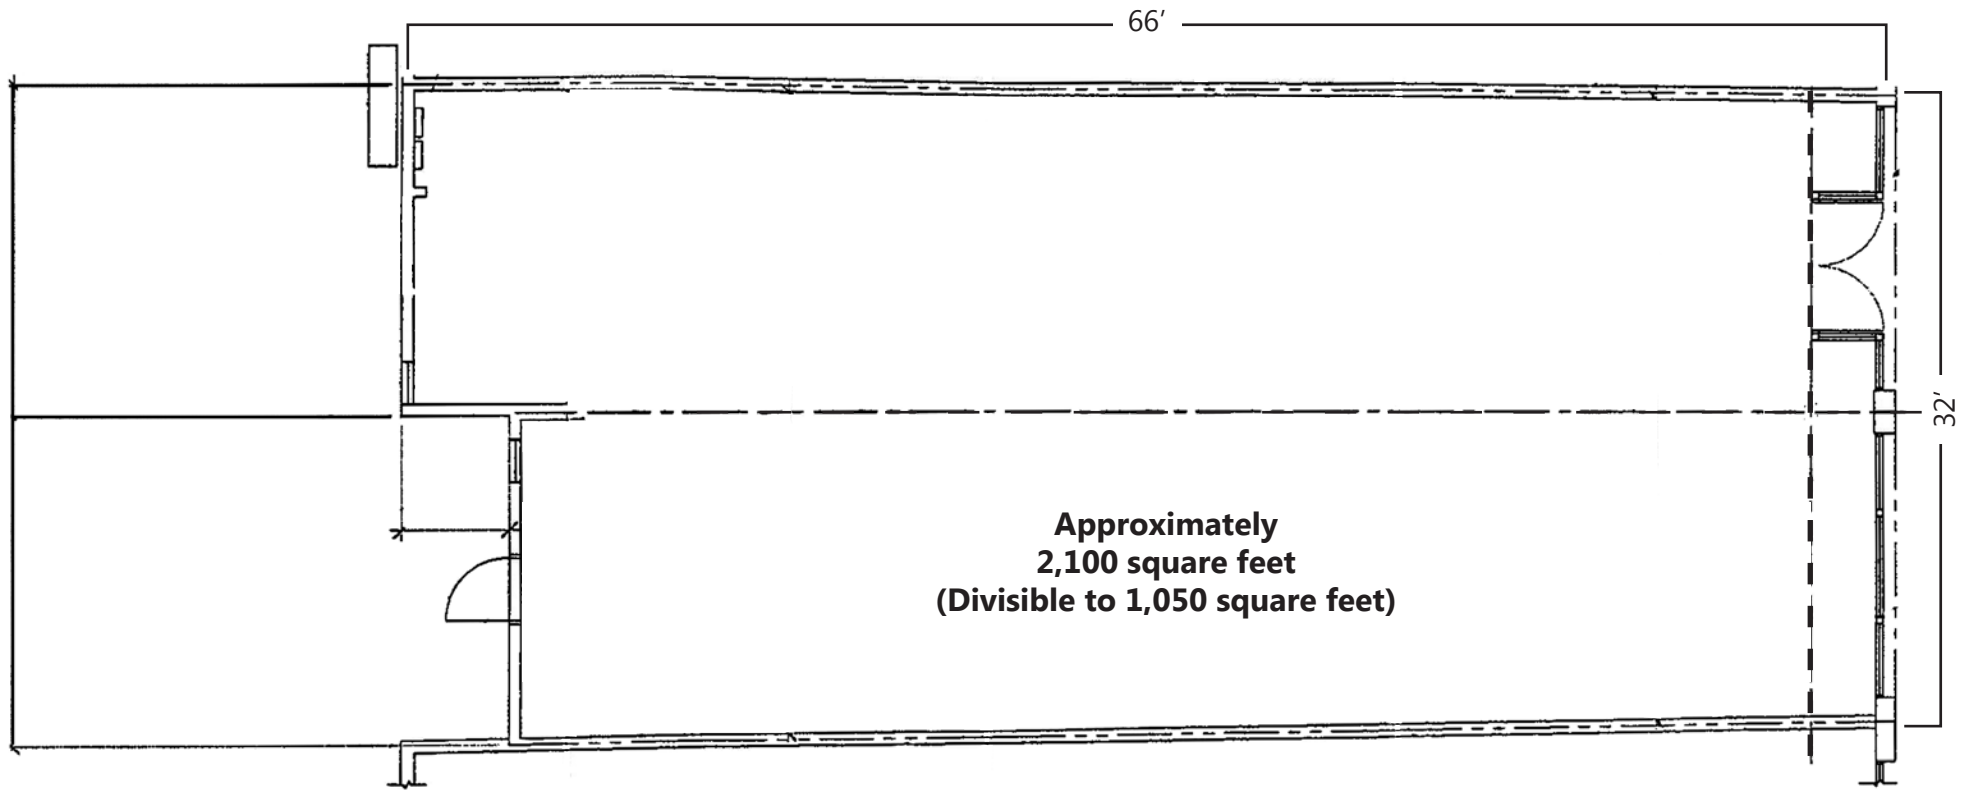 66’
32’
Approximately
2,100 square feet
(Divisible to 1,050 square feet)